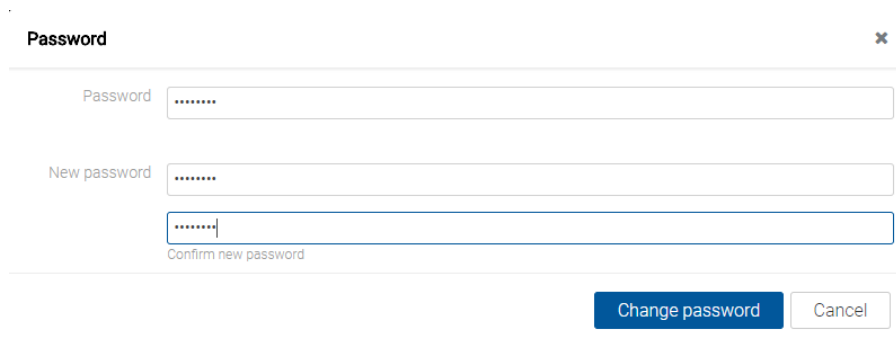 Password
Password ••••••••
New password ••••••••
••••••••
Confirm new password
Change password Cancel